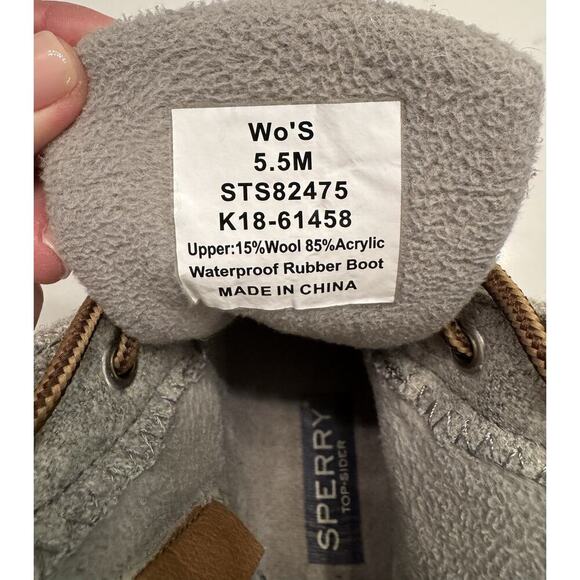 Wo'S
5.5M
STS82475
K18-61458
Upper:15%Wool 85%Acrylic
Waterproof Rubber Boot
MADE IN CHINA
SPERRY
TOP-SIDER